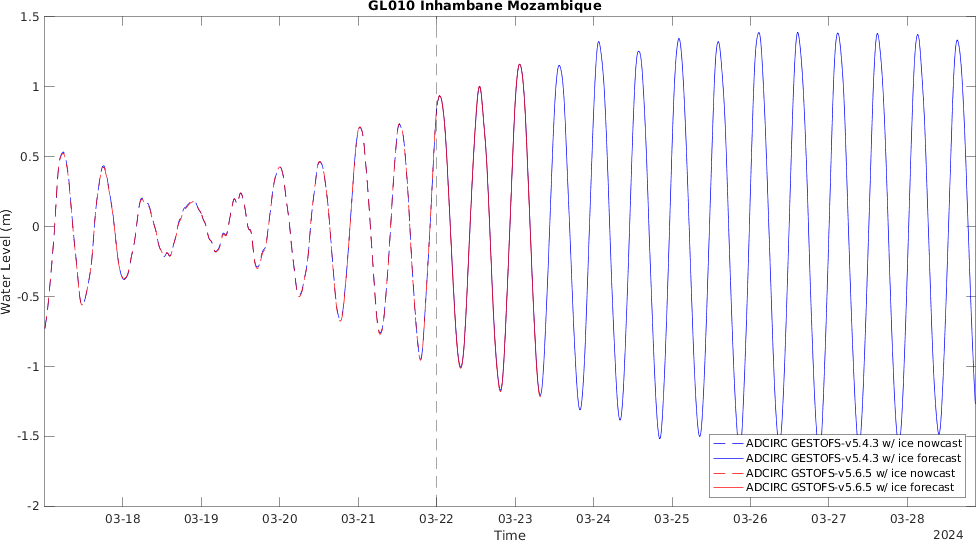 GL010 Inhambane Mozambique
1.5
1
0.5
0
-0.5
-1
-1.5
-2
Water Level (m)
ADCIRC GESTOFS-v5.4.3 w/ ice nowcast
ADCIRC GESTOFS-v5.4.3 w/ ice forecast
ADCIRC GSTOFS-v5.6.5 w/ ice nowcast
ADCIRC GSTOFS-v5.6.5 w/ ice forecast
03-18 03-19 03-20 03-21 03-22 03-23 03-24 03-25 03-26 03-27 03-28
Time
2024